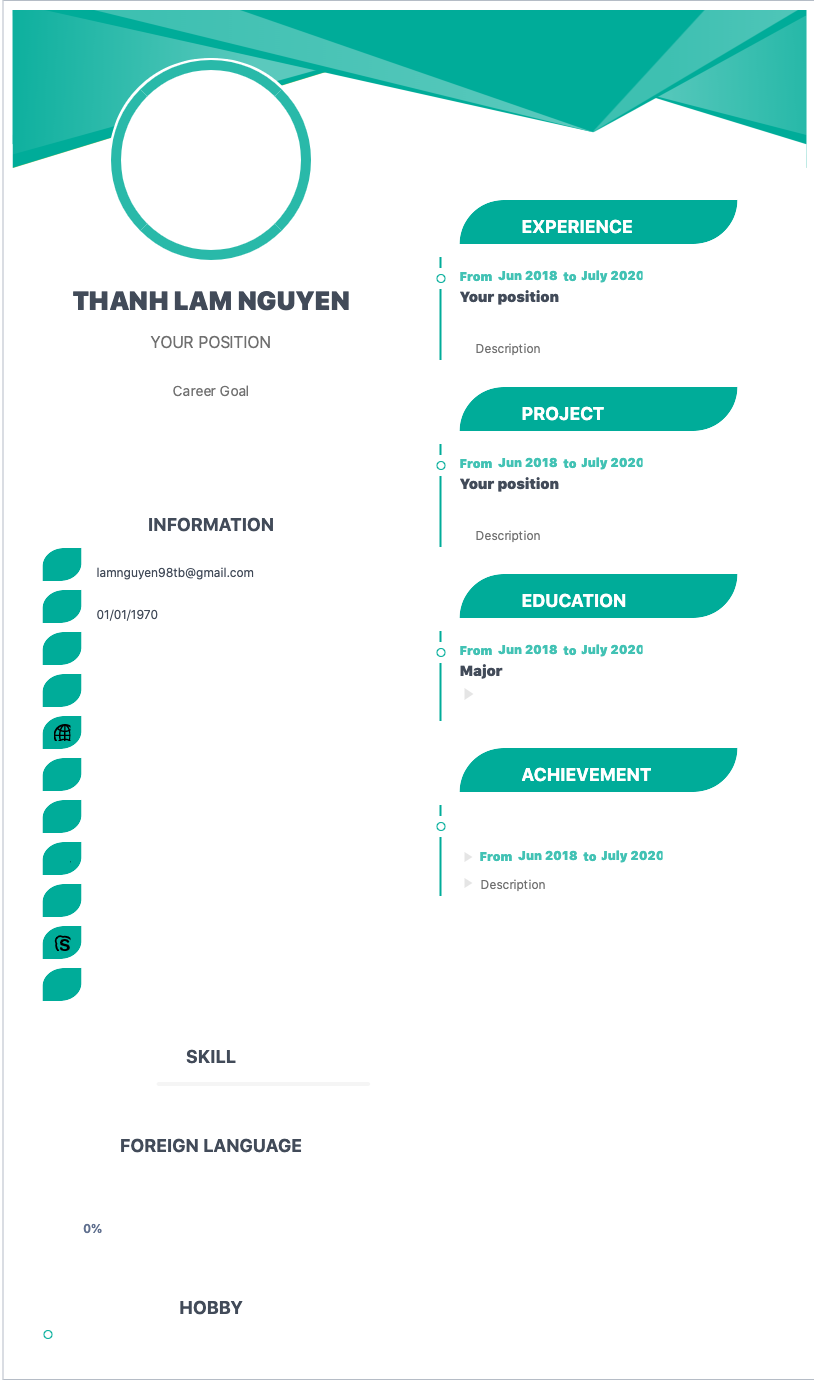 THANH LAM NGUYEN
YOUR POSITION
Career Goal
INFORMATION
lamnguyen98tb@gmail.com
01/01/1970
SKILL
FOREIGN LANGUAGE
0%
HOBBY
EXPERIENCE
From Jun 2018 to July 2020
Your position
Description
PROJECT
From Jun 2018 to July 2020
Your position
Description
EDUCATION
From Jun 2018 to July 2020
Major
ACHIEVEMENT
From Jun 2018 to July 2020
Description